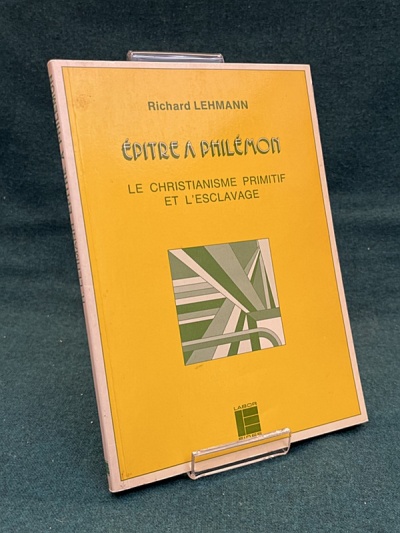 Richard LEHMANN
ÉPITRE A PHILÉMON
LE CHRISTIANISME PRIMITIF
ET L'ESCLAVAGE
LABOR
FIDES